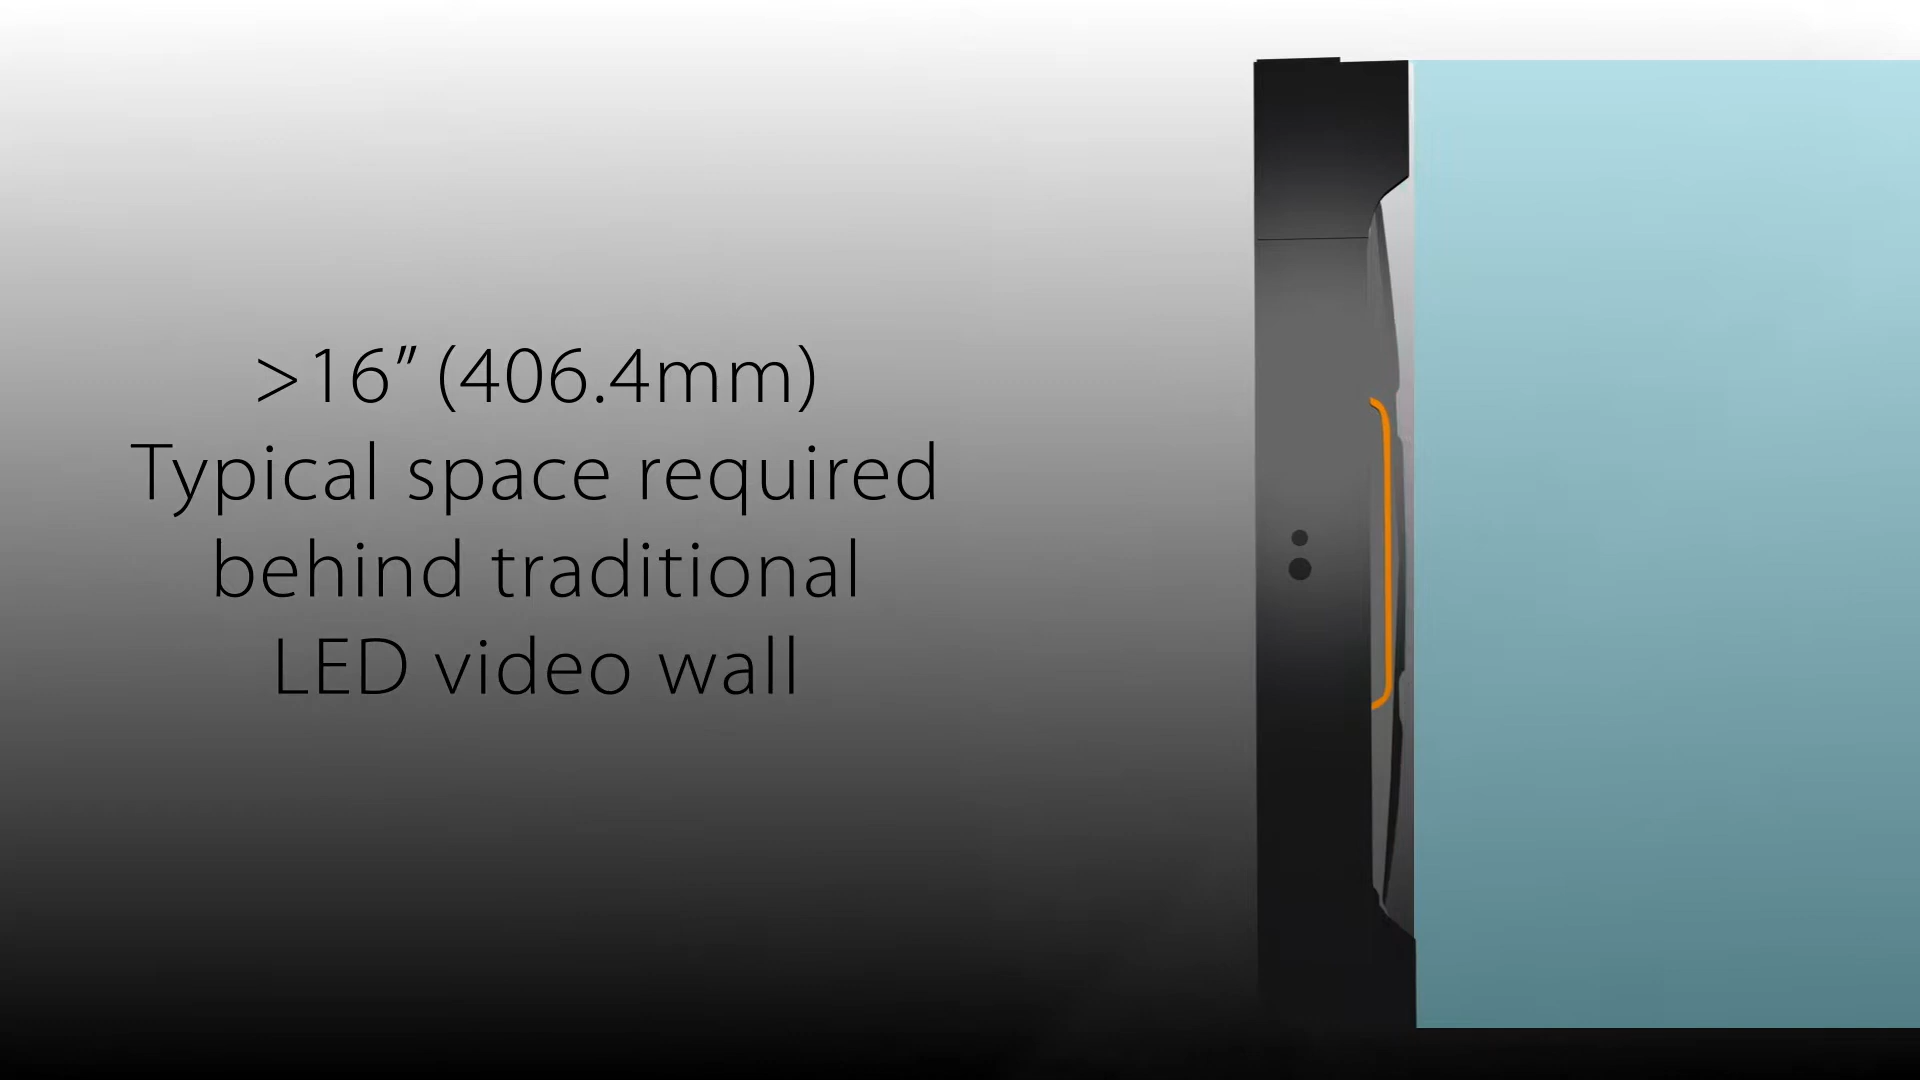 >16” (406.4mm)
Typical space required
behind traditional
LED video wall